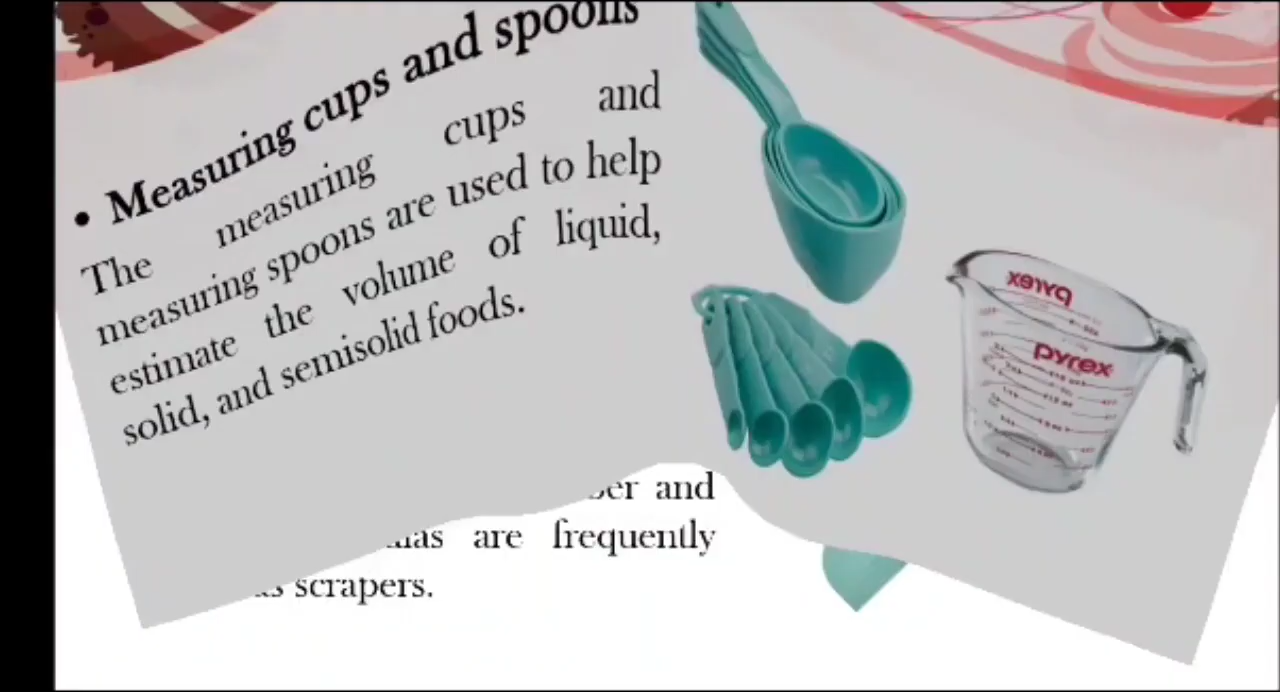 • Measuring cups and spoons
The measuring cups and
measuring spoons are used to help
estimate the volume of liquid,
solid, and semisolid foods.
pyrex
pyrex
and
are frequently
scrapers.